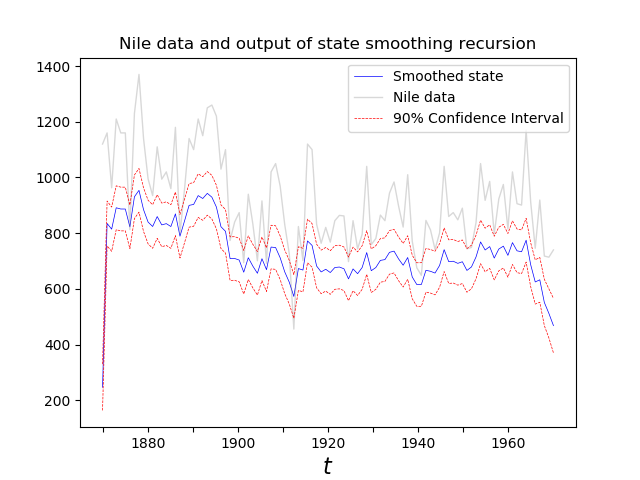 Nile data and output of state smoothing recursion
Smoothed state
Nile data
90% Confidence Interval
1400
1200
1000
800
600
400
200
1880 1900 1920 1940 1960
t